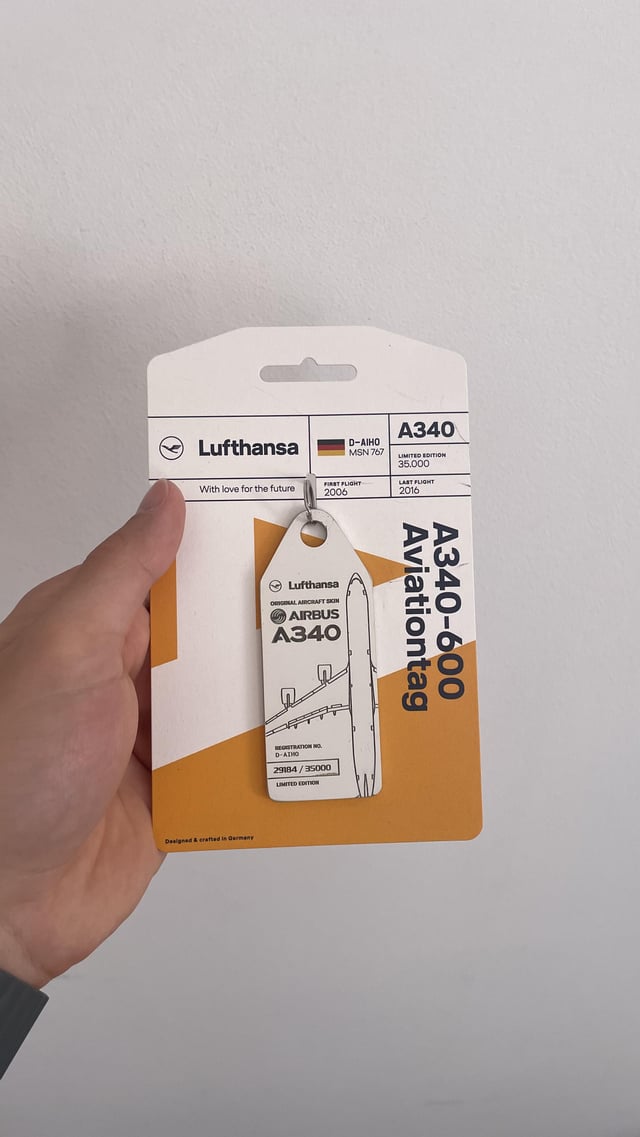 Lufthansa
D-AIHO
MSN 767
A340
LIMITED EDITION
35.000
With love for the future
FIRST FLIGHT
2006
LAST FLIGHT
2016
A340-600
Aviationtag
Lufthansa
ORIGINAL AIRCRAFT SKIN
AIRBUS
A340
REGISTRATION NO.
D-AIHO
29184 / 35000
LIMITED EDITION
Designed & crafted in Germany